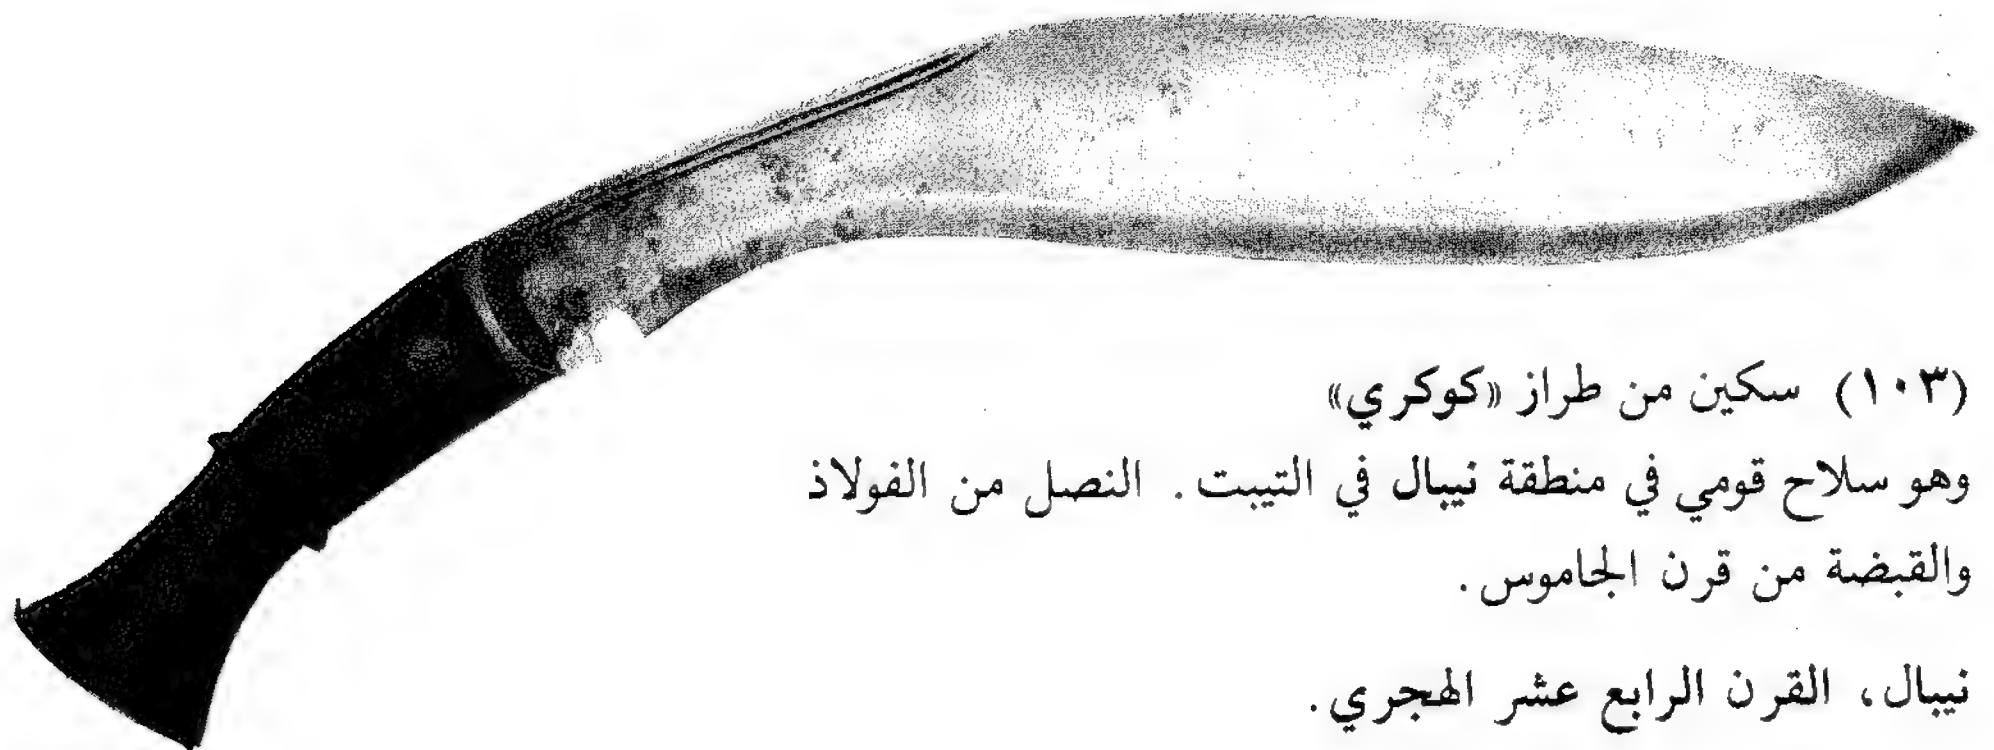 (١٠٣) سكين من طراز «كوكري»
وهو سلاح قومي في منطقة نيبال في التيبت. النصل من الفولاذ
والقبضة من قرن الجاموس.
نيبال، القرن الرابع عشر الهجري.